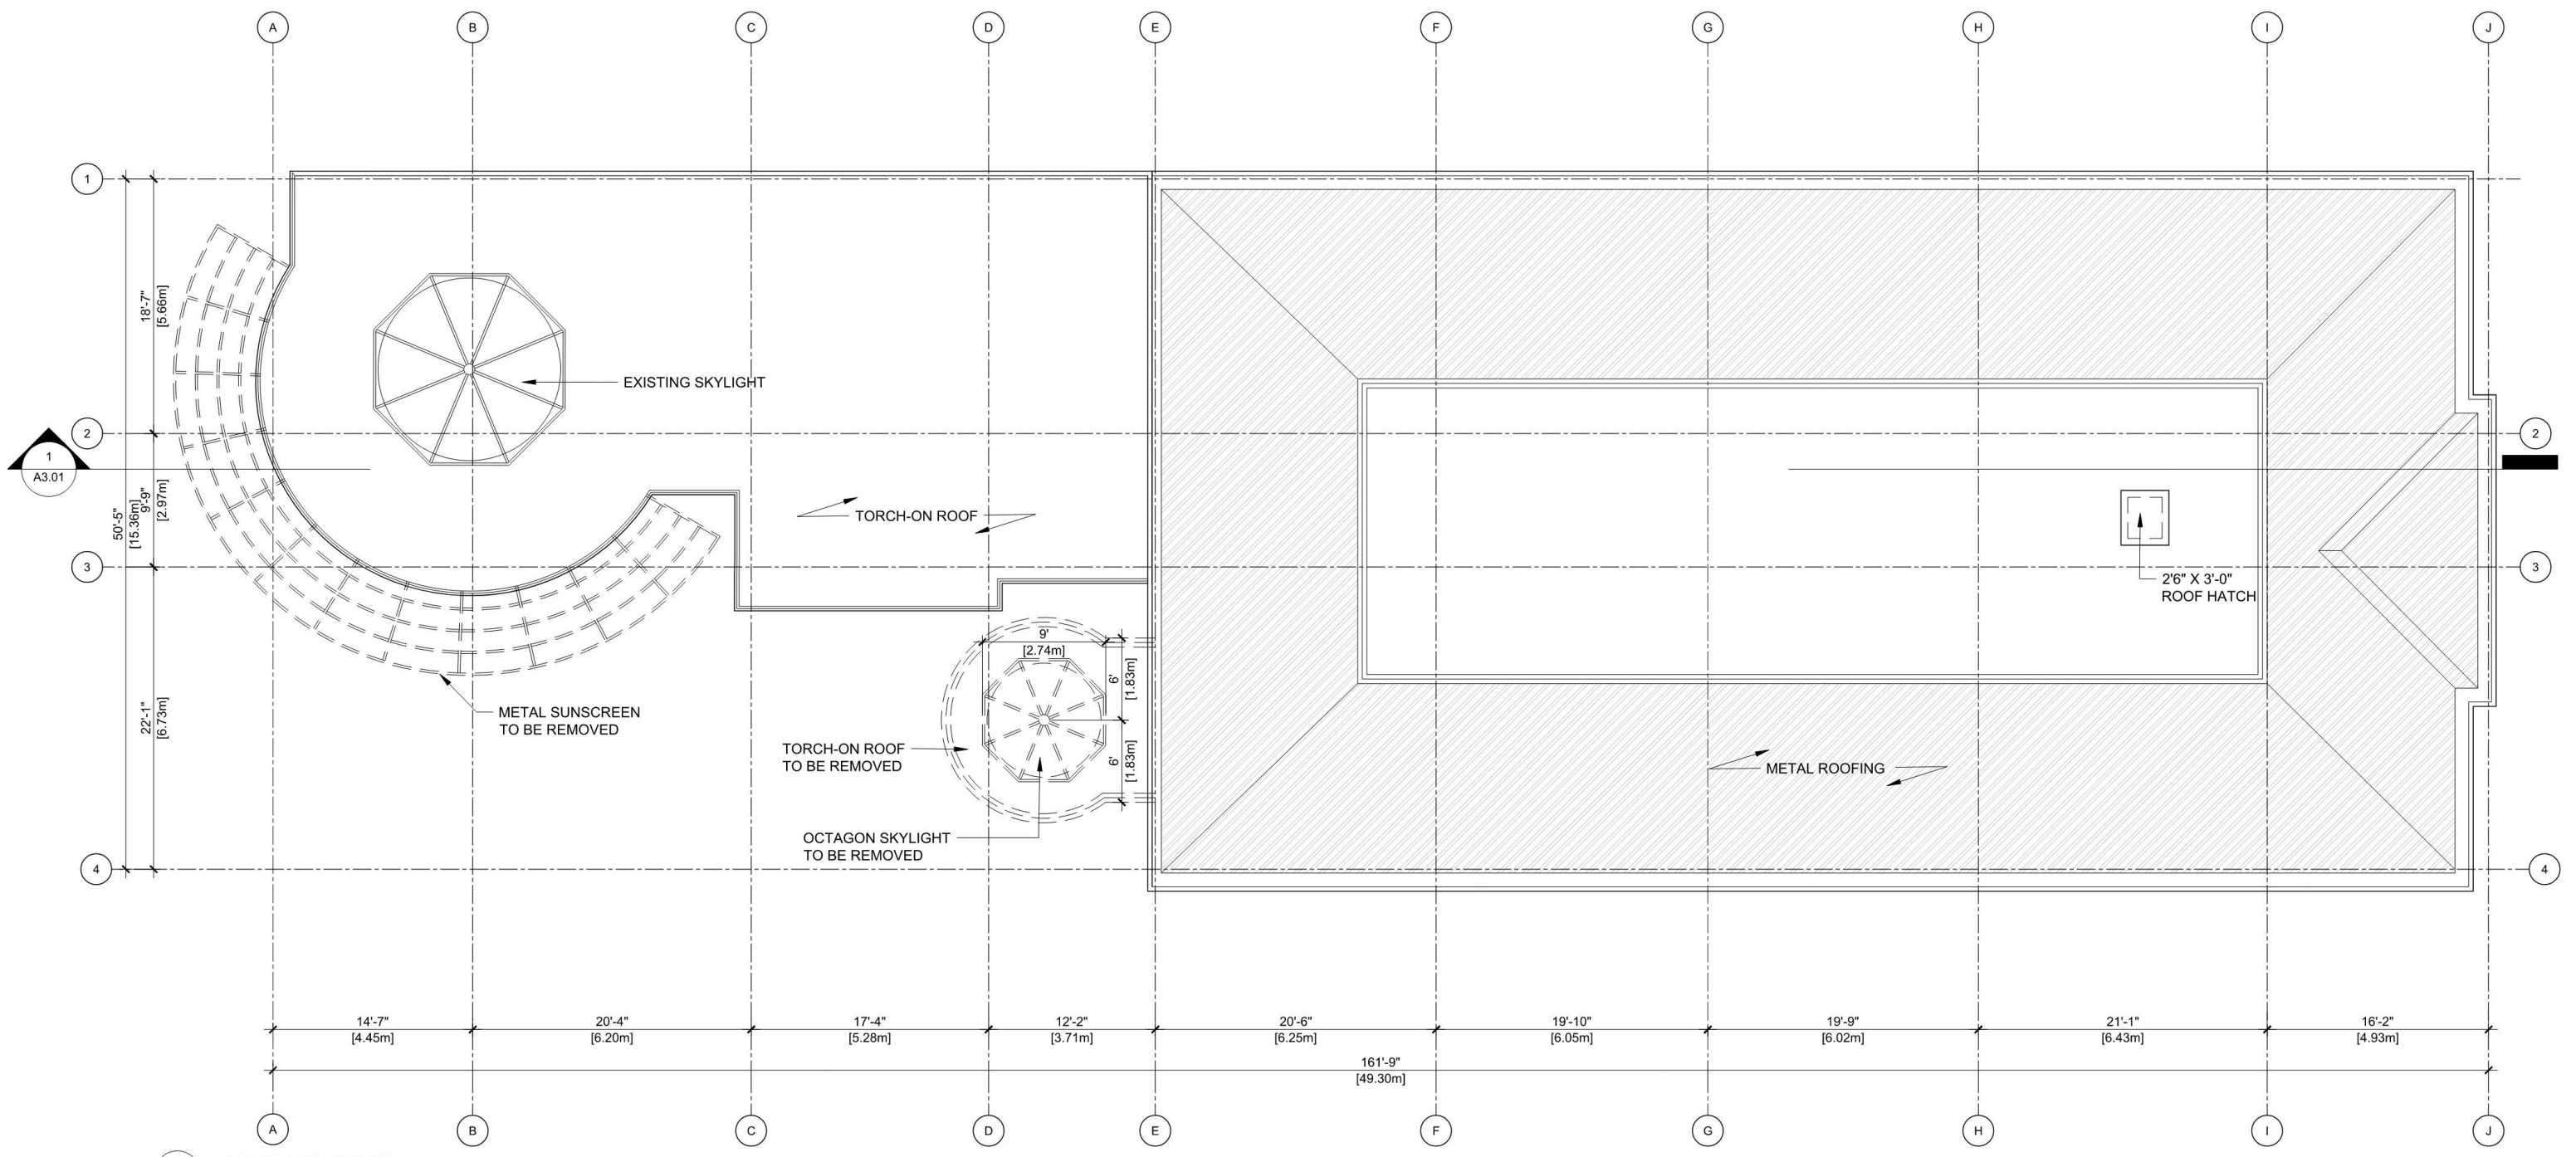 A B C D E F G H I J
1
18'-7"
[5.66m]
EXISTING SKYLIGHT
2
2
1
A3.01
9'-9"
[2.97m]
50'-5"
[15.36m]
TORCH-ON ROOF
3
3
2'6" X 3'-0"
ROOF HATCH
9'
[2.74m]
6'
[1.83m]
22'-1"
[6.73m]
METAL SUNSCREEN
TO BE REMOVED
TORCH-ON ROOF
TO BE REMOVED
6'
[1.83m]
METAL ROOFING
OCTAGON SKYLIGHT
TO BE REMOVED
4
4
14'-7" 20'-4" 17'-4" 12'-2" 20'-6" 19'-10" 19'-9" 21'-1" 16'-2"
[4.45m] [6.20m] [5.28m] [3.71m] [6.25m] [6.05m] [6.02m] [6.43m] [4.93m]
161'-9"
[49.30m]
A B C D E F G H I J